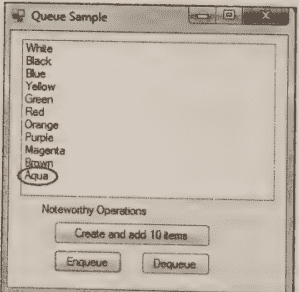 Queue Sample
White
Black
Blue
Yellow
Green
Red
Orange
Purple
Magenta
Brown
Aqua
Noteworthy Operations
Create and add 10 items
Enqueue Dequeue